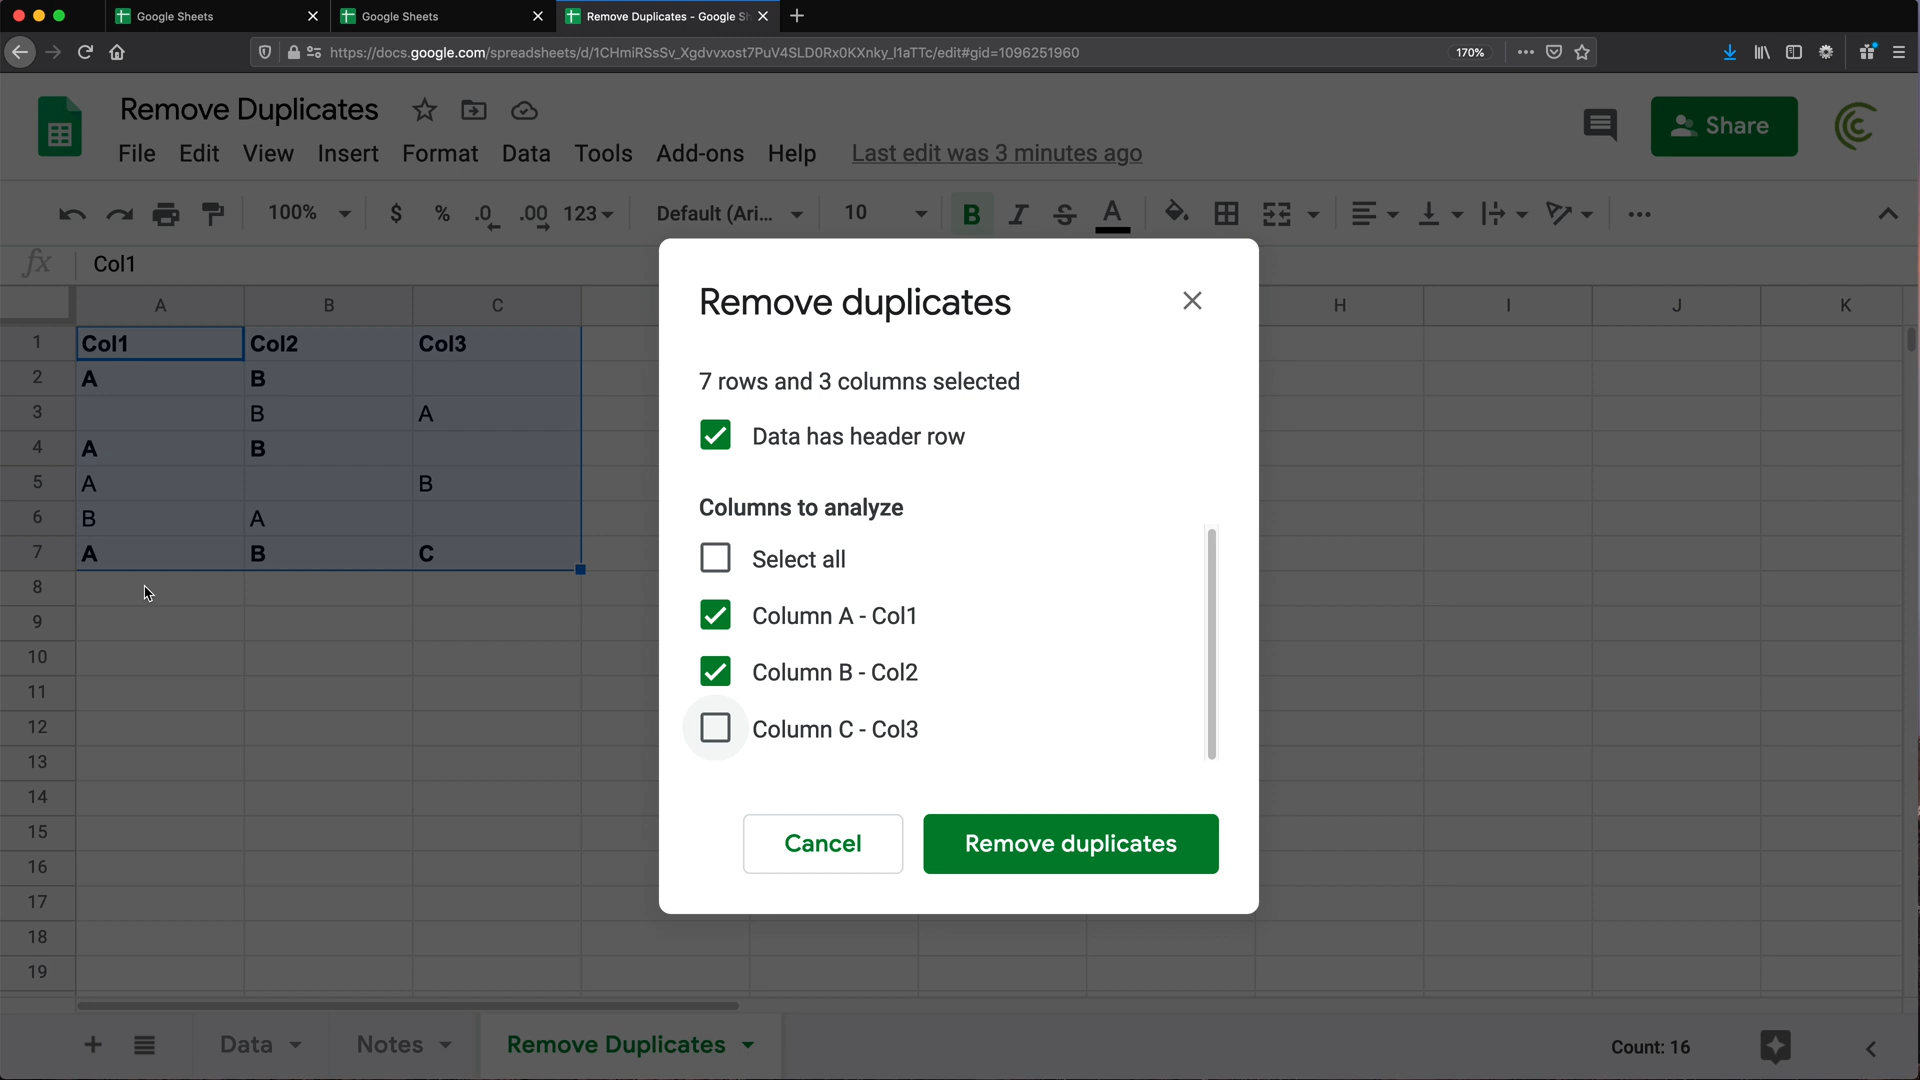 Google Sheets Google Sheets Remove Duplicates - Google Sh
https://docs.google.com/spreadsheets/d/1CHmiRSsSv_Xgdvvxost7PuV4SLD0Rx0KXnky_l1aTTc/edit#gid=1096251960 170%
Remove Duplicates
Share
File Edit View Insert Format Data Tools Add-ons Help Last edit was 3 minutes ago
100% $ % .0 .00 123 Default (Ari... 10 B I S A
fx Col1
A B C H I J K
1 Col1 Col2 Col3
2 A B
3 B A
4 A B
5 A B
6 B A
7 A B C
8
9
10
11
12
13
14
15
16
17
18
19
Remove duplicates
7 rows and 3 columns selected
Data has header row
Columns to analyze
Select all
Column A - Col1
Column B - Col2
Column C - Col3
Cancel Remove duplicates
Data Notes Remove Duplicates Count: 16